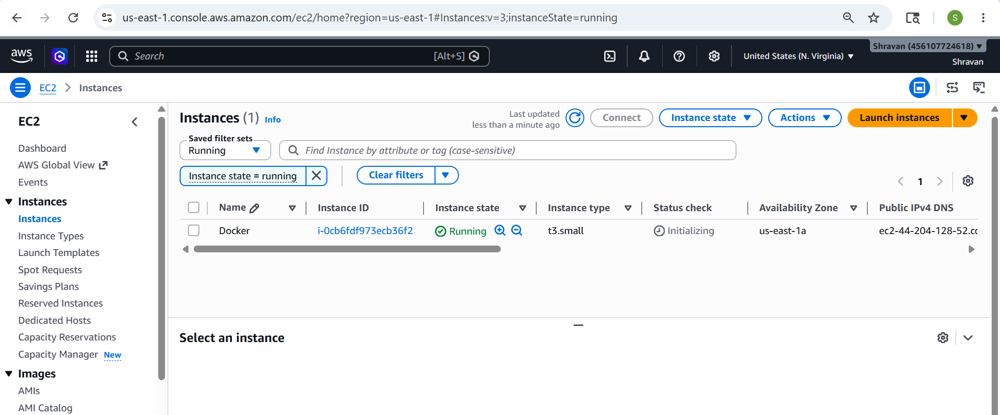 us-east-1.console.aws.amazon.com/ec2/home?region=us-east-1#Instances:v=3;instanceState=running
S
aws
Search [Alt+S]
United States (N. Virginia)
Shravan (456107724618)
Shravan
EC2 Instances
EC2
Dashboard
AWS Global View
Events
Instances
Instances
Instance Types
Launch Templates
Spot Requests
Savings Plans
Reserved Instances
Dedicated Hosts
Capacity Reservations
Capacity Manager New
Images
AMIs
AMI Catalog
Instances (1) Info
Last updated
less than a minute ago
Connect Instance state Actions Launch instances
Saved filter sets
Running
Find Instance by attribute or tag (case-sensitive)
Instance state = running
Clear filters
1
Name Instance ID Instance state Instance type Status check Availability Zone Public IPv4 DNS
Docker i-0cb6fdf973ecb36f2 Running t3.small Initializing us-east-1a ec2-44-204-128-52.cc
Select an instance